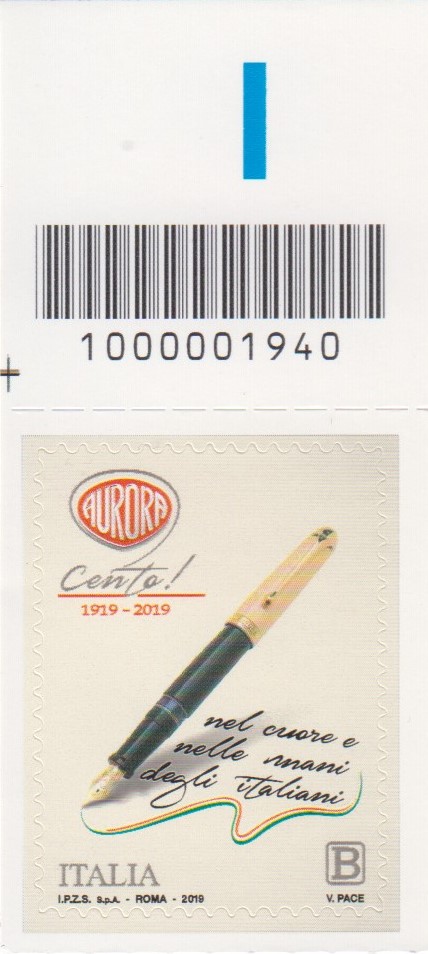 1000001940
AURORA
Cento!
1919 - 2019
nel cuore e
nelle mani
degli italiani
ITALIA
B
I.P.Z.S. S.p.A. - ROMA - 2019
V. PACE